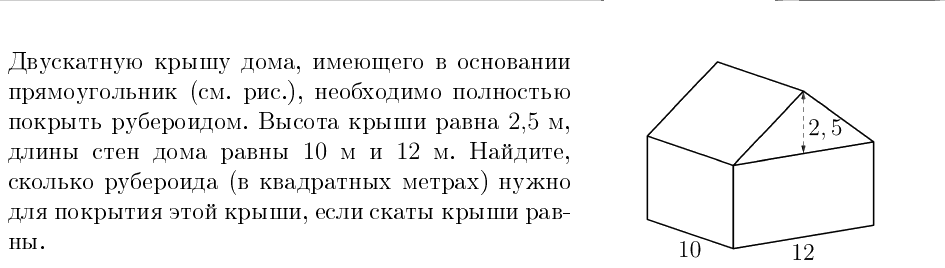 Двускатную крышу дома, имеющего в основании
прямоугольник (см. рис.), необходимо полностью
покрыть рубероидом. Высота крыши равна 2,5 м,
длины стен дома равны 10 м и 12 м. Найдите,
сколько рубероида (в квадратных метрах) нужно
для покрытия этой крыши, если скаты крыши рав-
ны.
2, 5
10
12